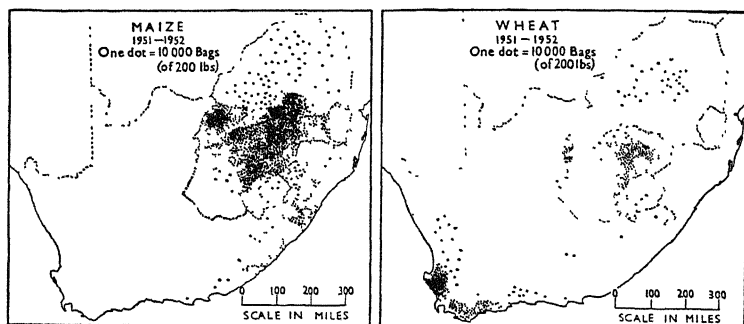 MAIZE
1951—1952
One dot = 10 000 Bags
(of 200 lbs)
0 100 200 300
SCALE IN MILES
WHEAT
1951—1952
One dot = 10 000 Bags
(of 200 lbs)
0 100 200 300
SCALE IN MILES